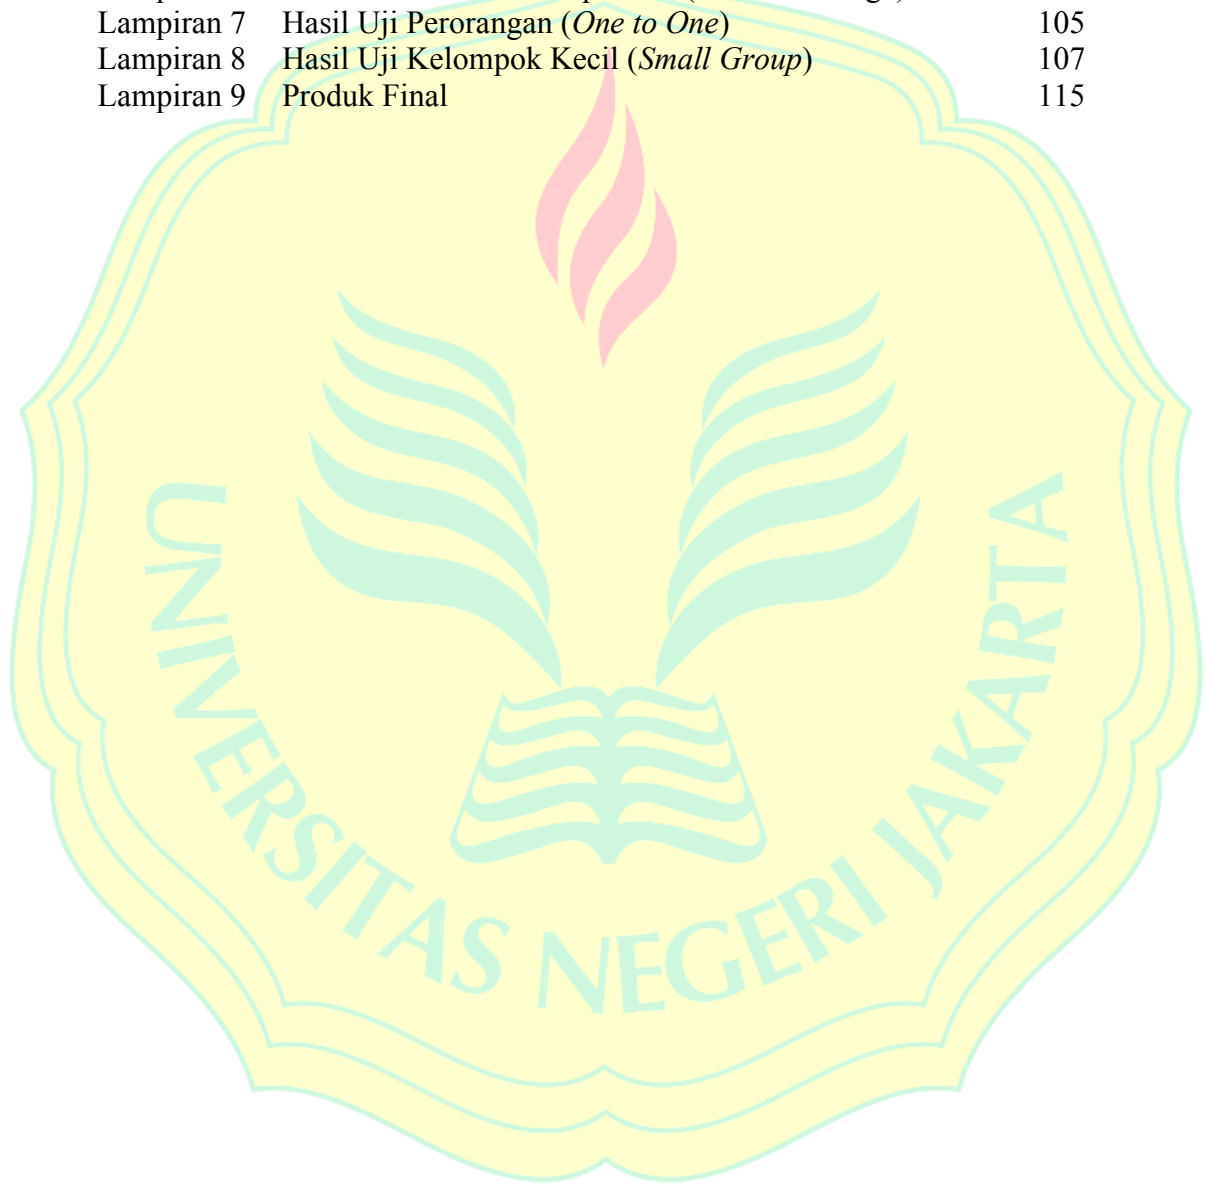 Lampiran 7 Hasil Uji Perorangan (One to One) 105
Lampiran 8 Hasil Uji Kelompok Kecil (Small Group) 107
Lampiran 9 Produk Final 115
UNIVERSITAS NEGERI JAKARTA